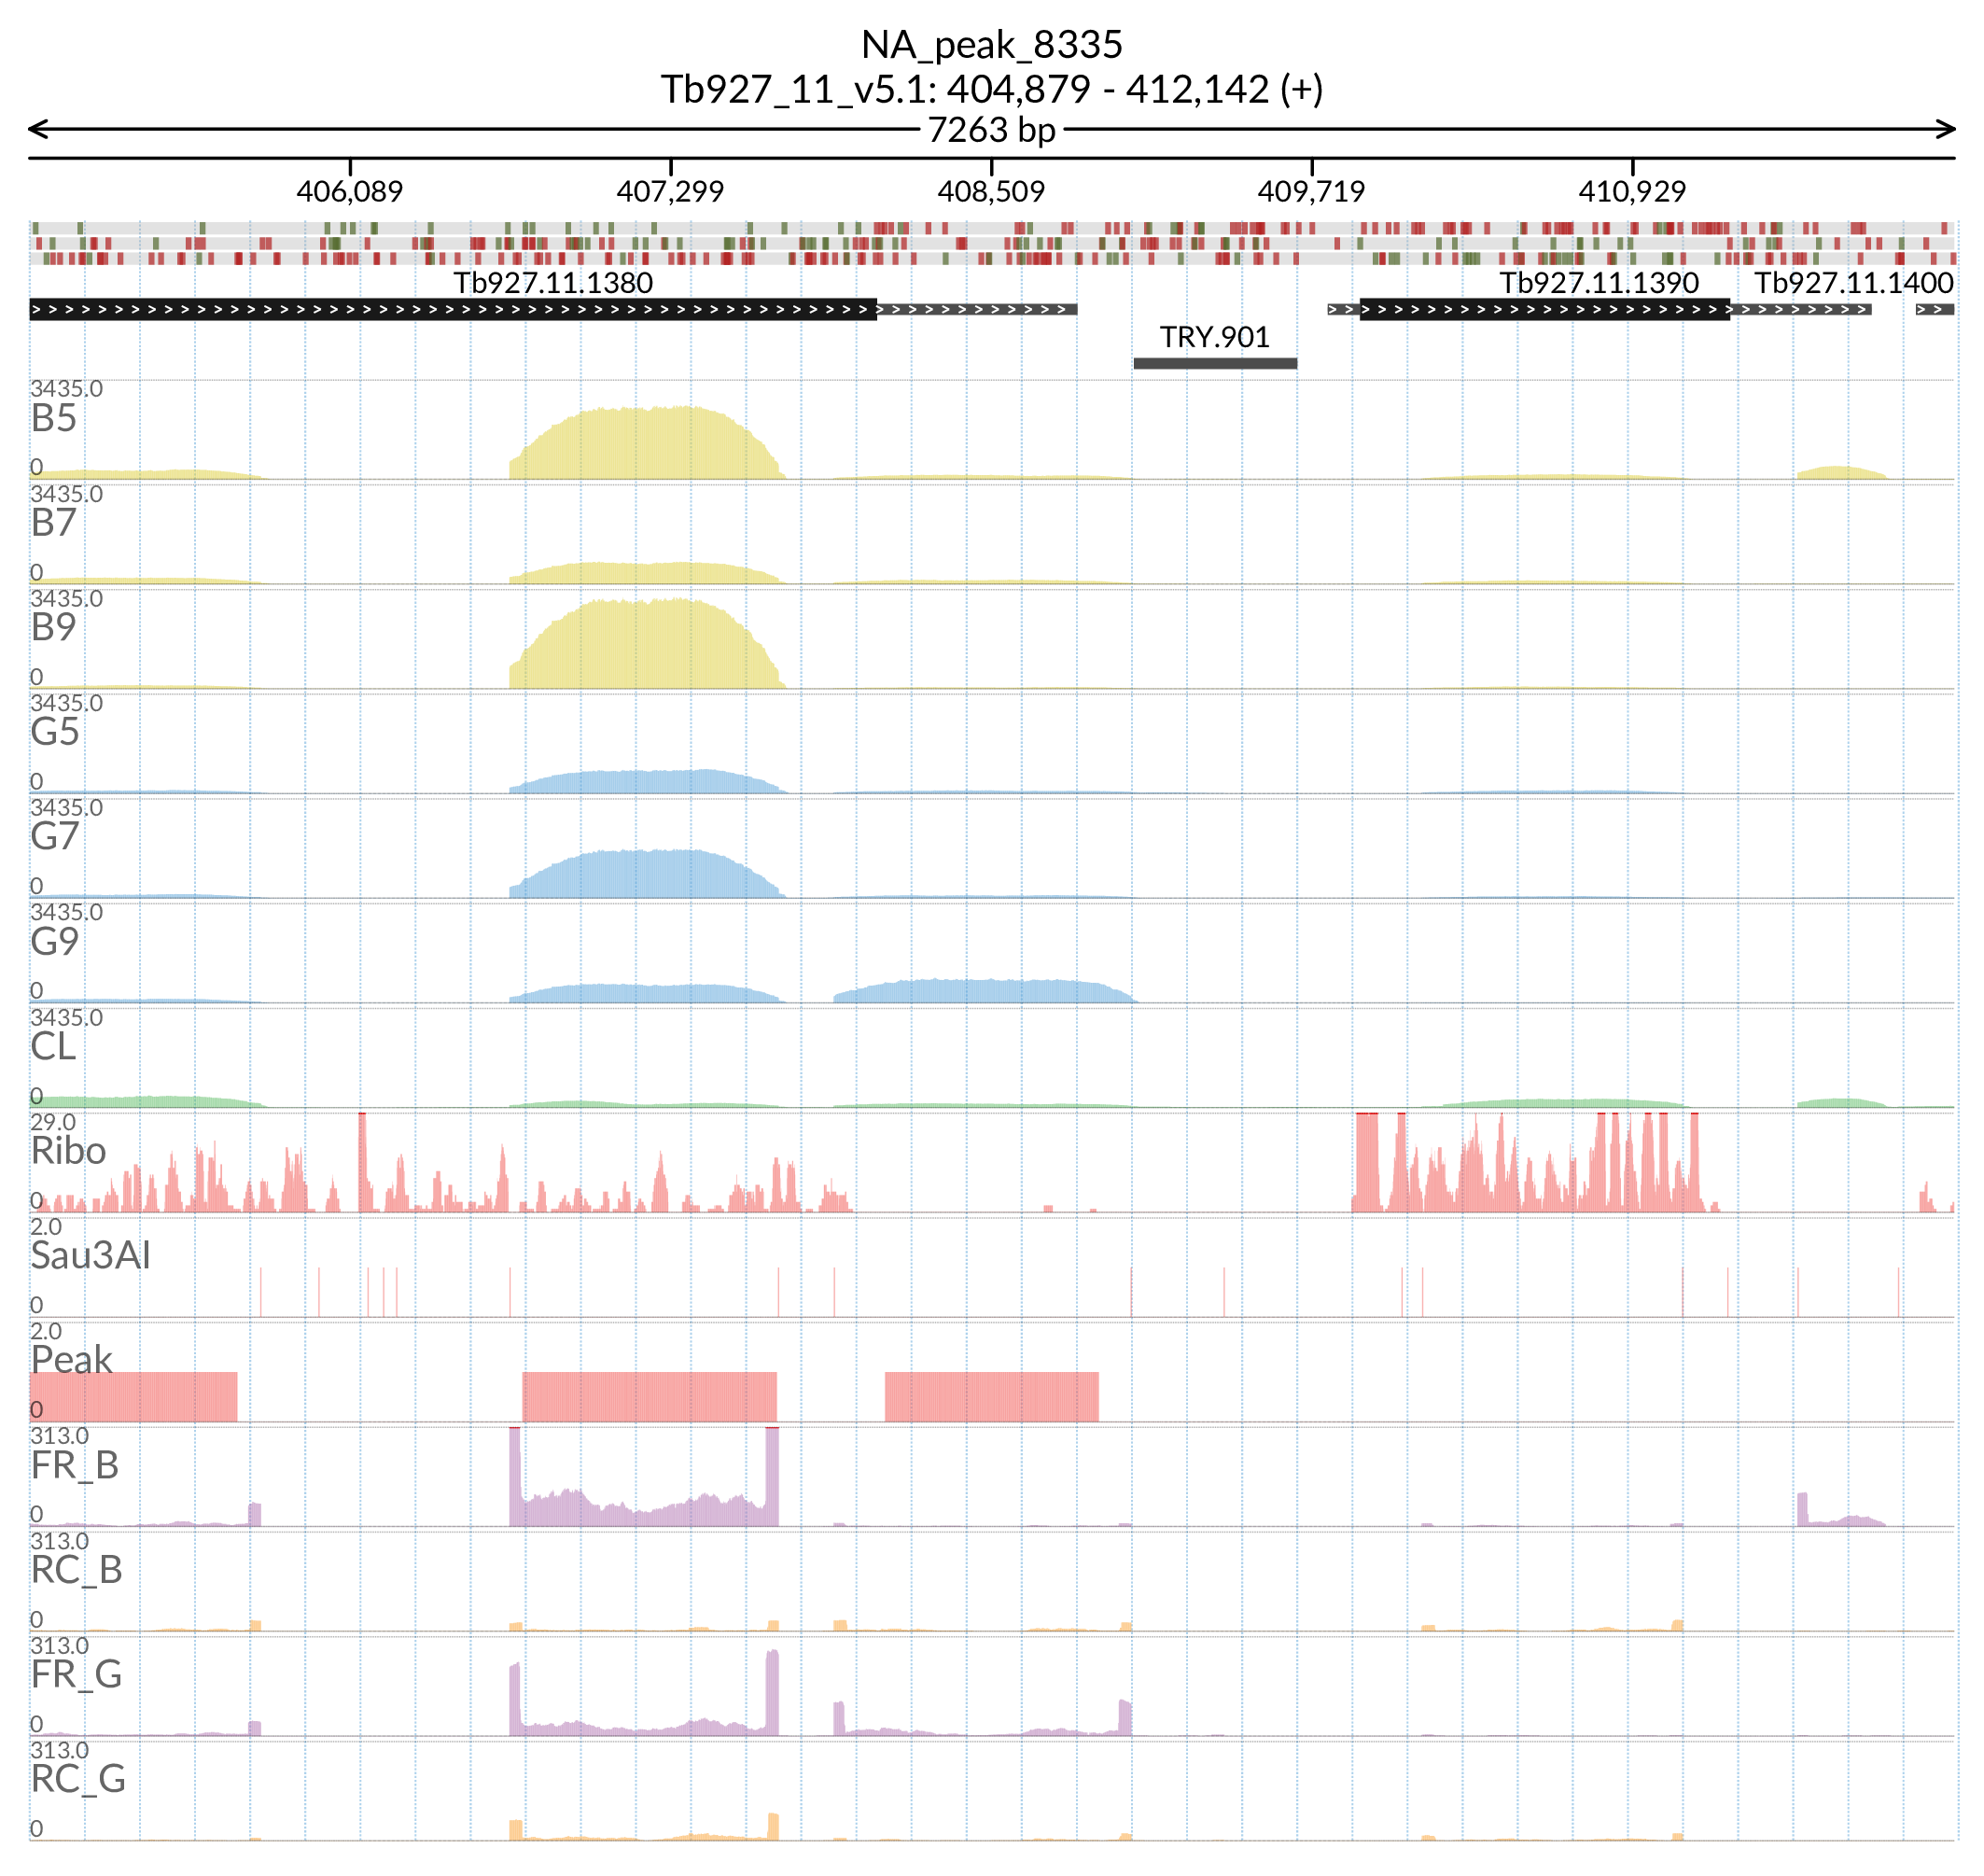 NA_peak_8335
Tb927_11_v5.1: 404,879 - 412,142 (+)
7263 bp
406,089 407,299 408,509 409,719 410,929
Tb927.11.1380 Tb927.11.1390 Tb927.11.1400
TRY.901
3435.0
B5
0
3435.0
B7
0
3435.0
B9
0
3435.0
G5
0
3435.0
G7
0
3435.0
G9
0
3435.0
CL
0
29.0
Ribo
0
2.0
Sau3AI
0
2.0
Peak
0
313.0
FR_B
0
313.0
RC_B
0
313.0
FR_G
0
313.0
RC_G
0